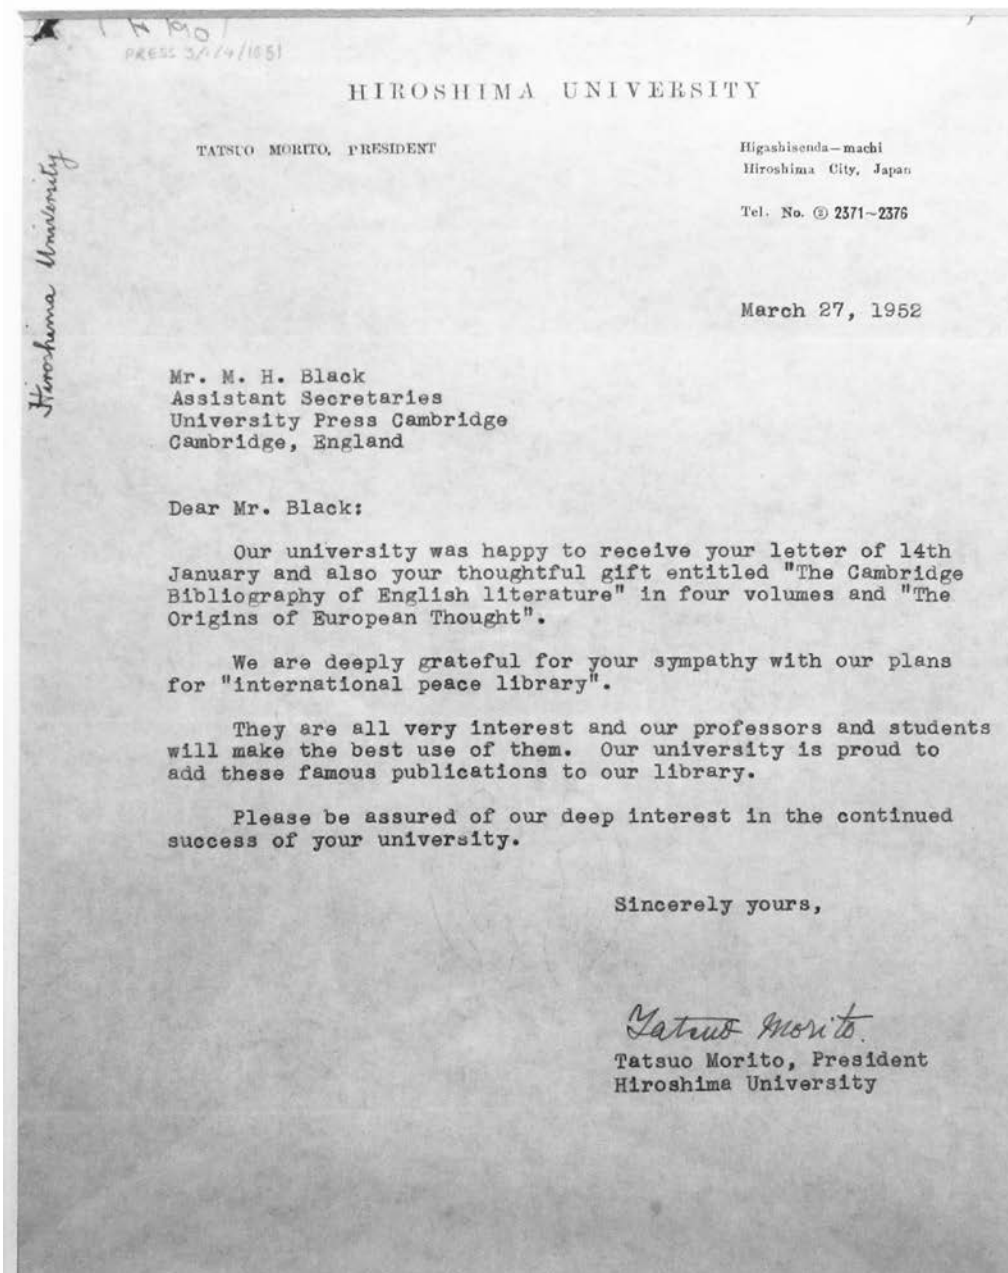 HIROSHIMA UNIVERSITY
TATSUO MORITO, PRESIDENT
Higashisenda-machi
Hiroshima City, Japan
Tel. No. ② 2371~2376
Hiroshima University
March 27, 1952
Mr. M. H. Black
Assistant Secretaries
University Press Cambridge
Cambridge, England
Dear Mr. Black:
Our university was happy to receive your letter of 14th
January and also your thoughtful gift entitled "The Cambridge
Bibliography of English literature" in four volumes and "The
Origins of European Thought".
We are deeply grateful for your sympathy with our plans
for "international peace library".
They are all very interest and our professors and students
will make the best use of them. Our university is proud to
add these famous publications to our library.
Please be assured of our deep interest in the continued
success of your university.
Sincerely yours,
Tatsuo Morito.
Tatsuo Morito, President
Hiroshima University